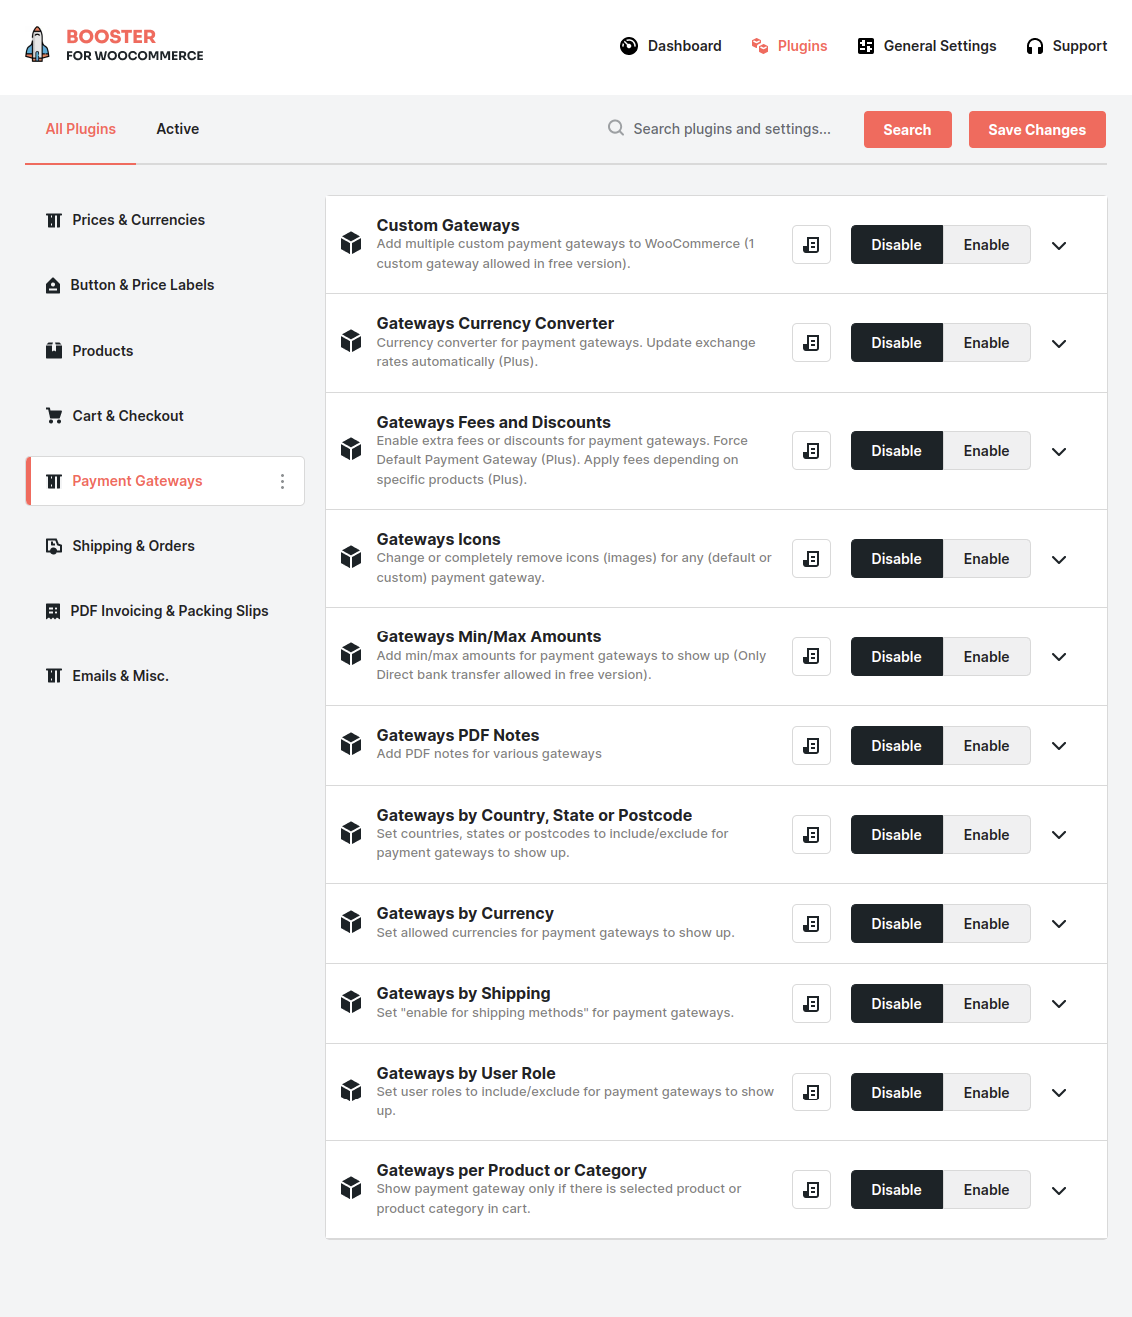 BOOSTER
FOR WOOCOMMERCE
Dashboard
Plugins
General Settings
Support
All Plugins
Active
Search plugins and settings...
Search
Save Changes
Prices & Currencies
Button & Price Labels
Products
Cart & Checkout
Payment Gateways
Shipping & Orders
PDF Invoicing & Packing Slips
Emails & Misc.
Custom Gateways
Add multiple custom payment gateways to WooCommerce (1
custom gateway allowed in free version).
Disable
Enable
Gateways Currency Converter
Currency converter for payment gateways. Update exchange
rates automatically (Plus).
Disable
Enable
Gateways Fees and Discounts
Enable extra fees or discounts for payment gateways. Force
Default Payment Gateway (Plus). Apply fees depending on
specific products (Plus).
Disable
Enable
Gateways Icons
Change or completely remove icons (images) for any (default or
custom) payment gateway.
Disable
Enable
Gateways Min/Max Amounts
Add min/max amounts for payment gateways to show up (Only
Direct bank transfer allowed in free version).
Disable
Enable
Gateways PDF Notes
Add PDF notes for various gateways
Disable
Enable
Gateways by Country, State or Postcode
Set countries, states or postcodes to include/exclude for
payment gateways to show up.
Disable
Enable
Gateways by Currency
Set allowed currencies for payment gateways to show up.
Disable
Enable
Gateways by Shipping
Set "enable for shipping methods" for payment gateways.
Disable
Enable
Gateways by User Role
Set user roles to include/exclude for payment gateways to show
up.
Disable
Enable
Gateways per Product or Category
Show payment gateway only if there is selected product or
product category in cart.
Disable
Enable